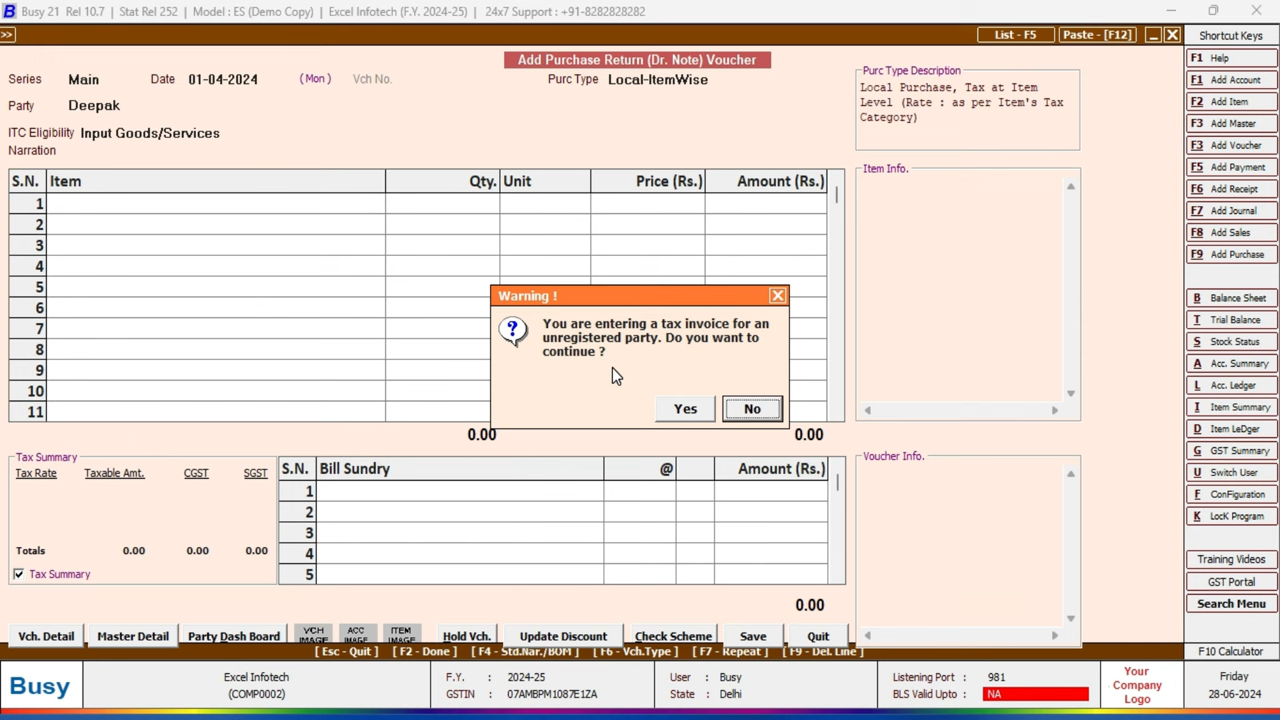 Busy 21 Rel 10.7 | Stat Rel 252 | Model : ES (Demo Copy) | Excel Infotech (F.Y. 2024-25) | 24x7 Support : +91-8282828282
>> List - F5 Paste - [F12]
Add Purchase Return (Dr. Note) Voucher
Series Main Date 01-04-2024 (Mon) Vch No. Purc Type Local-ItemWise
Party Deepak
ITC Eligibility Input Goods/Services
Narration
Purc Type Description
Local Purchase, Tax at Item
Level (Rate : as per Item's Tax
Category)
S.N. Item Qty. Unit Price (Rs.) Amount (Rs.)
1
2
3
4
5
6
7
8
9
10
11
0.00 0.00
Item Info.
Warning !
You are entering a tax invoice for an
unregistered party. Do you want to
continue ?
Yes No
Tax Summary
Tax Rate Taxable Amt. CGST SGST
Totals 0.00 0.00 0.00
Tax Summary
S.N. Bill Sundry @ Amount (Rs.)
1
2
3
4
5
0.00
Voucher Info.
Vch. Detail Master Detail Party Dash Board VCH IMAGE ACC IMAGE ITEM IMAGE Hold Vch. Update Discount Check Scheme Save Quit
[ Esc - Quit ] [ F2 - Done ] [ F4 - Std.Nar./BOM ] [ F6 - Vch.Type ] [ F7 - Repeat ] [ F9 - Del. Line ]
Shortcut Keys
F1 Help
F1 Add Account
F2 Add Item
F3 Add Master
F3 Add Voucher
F5 Add Payment
F6 Add Receipt
F7 Add Journal
F8 Add Sales
F9 Add Purchase
B Balance Sheet
T Trial Balance
S Stock Status
A Acc. Summary
L Acc. Ledger
I Item Summary
D Item LeDger
G GST Summary
U Switch User
F ConFiguration
K LocK Program
Training Videos
GST Portal
Search Menu
F10 Calculator
Busy
Excel Infotech
(COMP0002)
F.Y. : 2024-25
GSTIN : 07AMBPM1087E1ZA
User : Busy
State : Delhi
Listening Port : 981
BLS Valid Upto : NA
Your
Company
Logo
Friday
28-06-2024